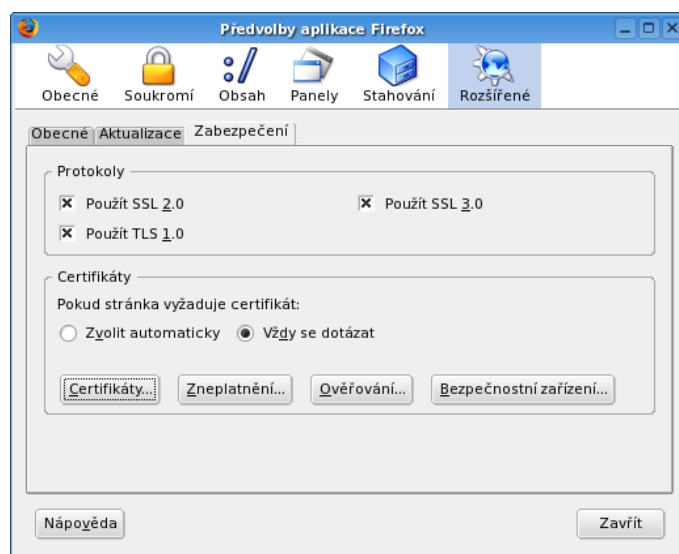 Předvolby aplikace Firefox
Obecné Soukromí Obsah Panely Stahování Rozšířené
Obecné Aktualizace Zabezpečení
Protokoly
Použít SSL 2.0 Použít SSL 3.0
Použít TLS 1.0
Certifikáty
Pokud stránka vyžaduje certifikát:
Zvolit automaticky Vždy se dotázat
Certifikáty... Zneplatnění... Ověřování... Bezpečnostní zařízení...
Nápověda Zavřít